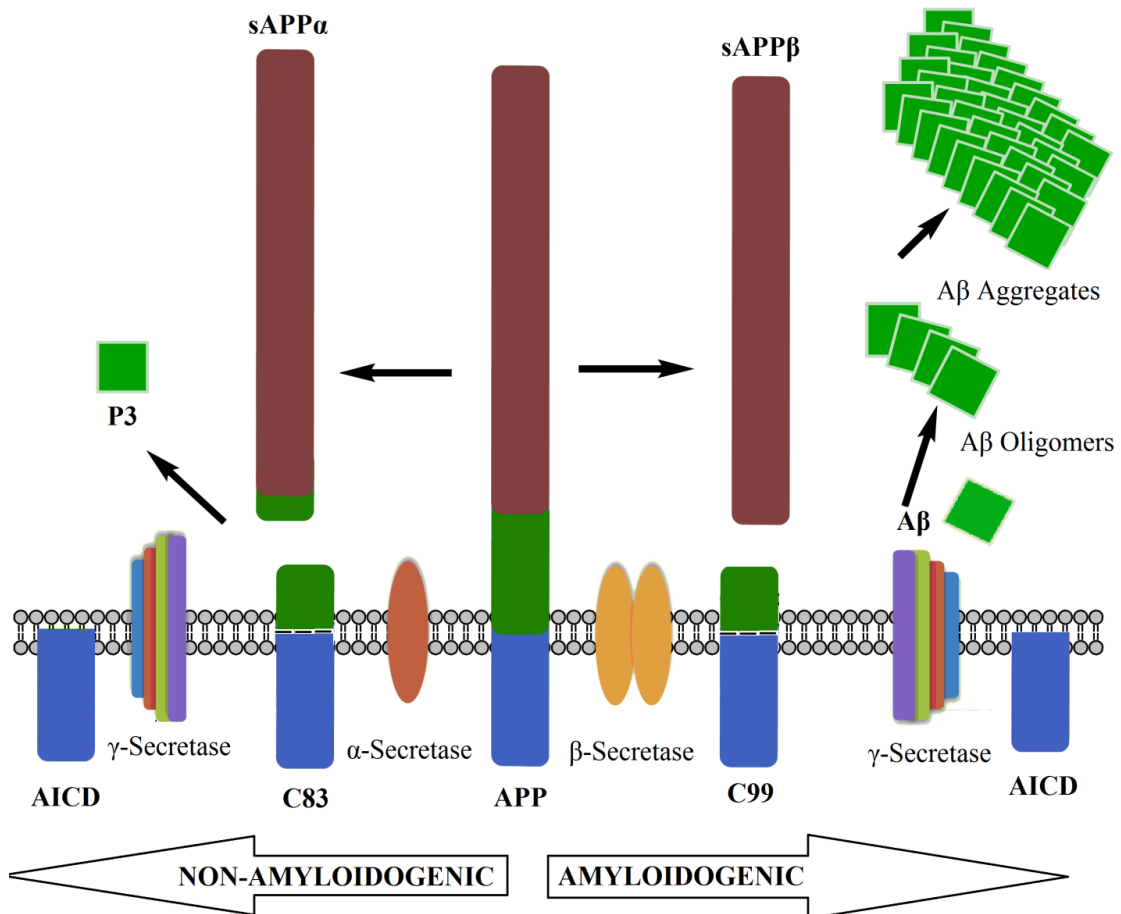 sAPPα
sAPPβ
Aβ Aggregates
P3
Aβ Oligomers
Aβ
γ-Secretase
α-Secretase
β-Secretase
γ-Secretase
AICD
C83
APP
C99
AICD
NON-AMYLOIDOGENIC
AMYLOIDOGENIC